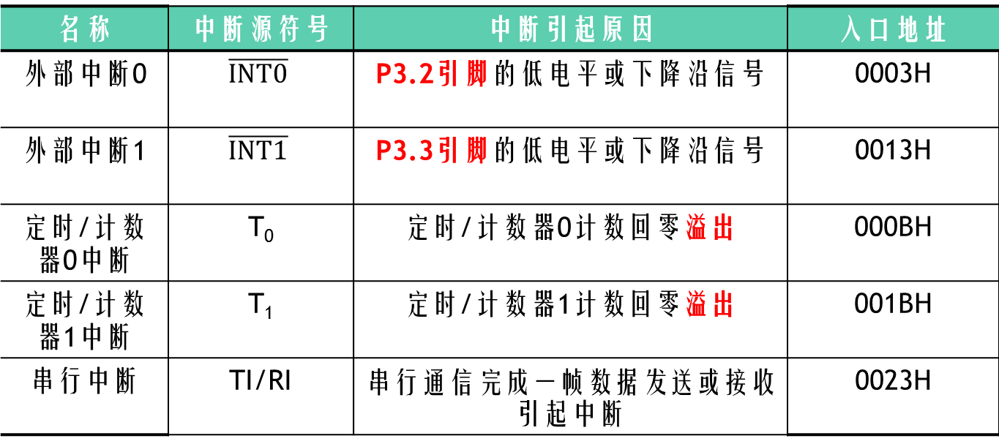 名称 中断源符号 中断引起原因 入口地址
外部中断0 INT0 P3.2引脚的低电平或下降沿信号 0003H
外部中断1 INT1 P3.3引脚的低电平或下降沿信号 0013H
定时/计数 T0 定时/计数器0计数回零溢出 000BH
器0中断
定时/计数 T1 定时/计数器1计数回零溢出 001BH
器1中断
串行中断 TI/RI 串行通信完成一帧数据发送或接收 0023H
引起中断